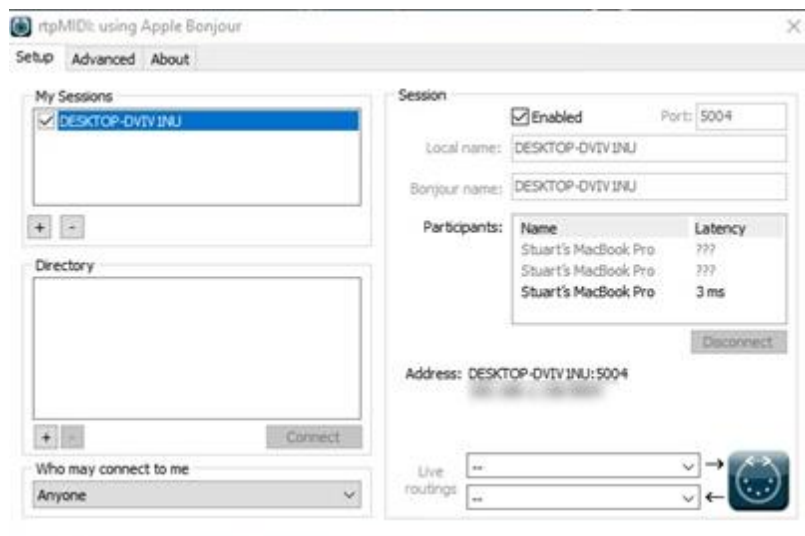 rtpMIDI: using Apple Bonjour
Setup Advanced About
My Sessions
DESKTOP-DVIV1NU
+ -
Directory
+ -
Connect
Who may connect to me
Anyone
Session
Enabled Port: 5004
Local name: DESKTOP-DVIV1NU
Bonjour name: DESKTOP-DVIV1NU
Participants: Name Latency
Stuart's MacBook Pro ???
Stuart's MacBook Pro ???
Stuart's MacBook Pro 3 ms
Disconnect
Address: DESKTOP-DVIV1NU:5004
Live routings
--
--